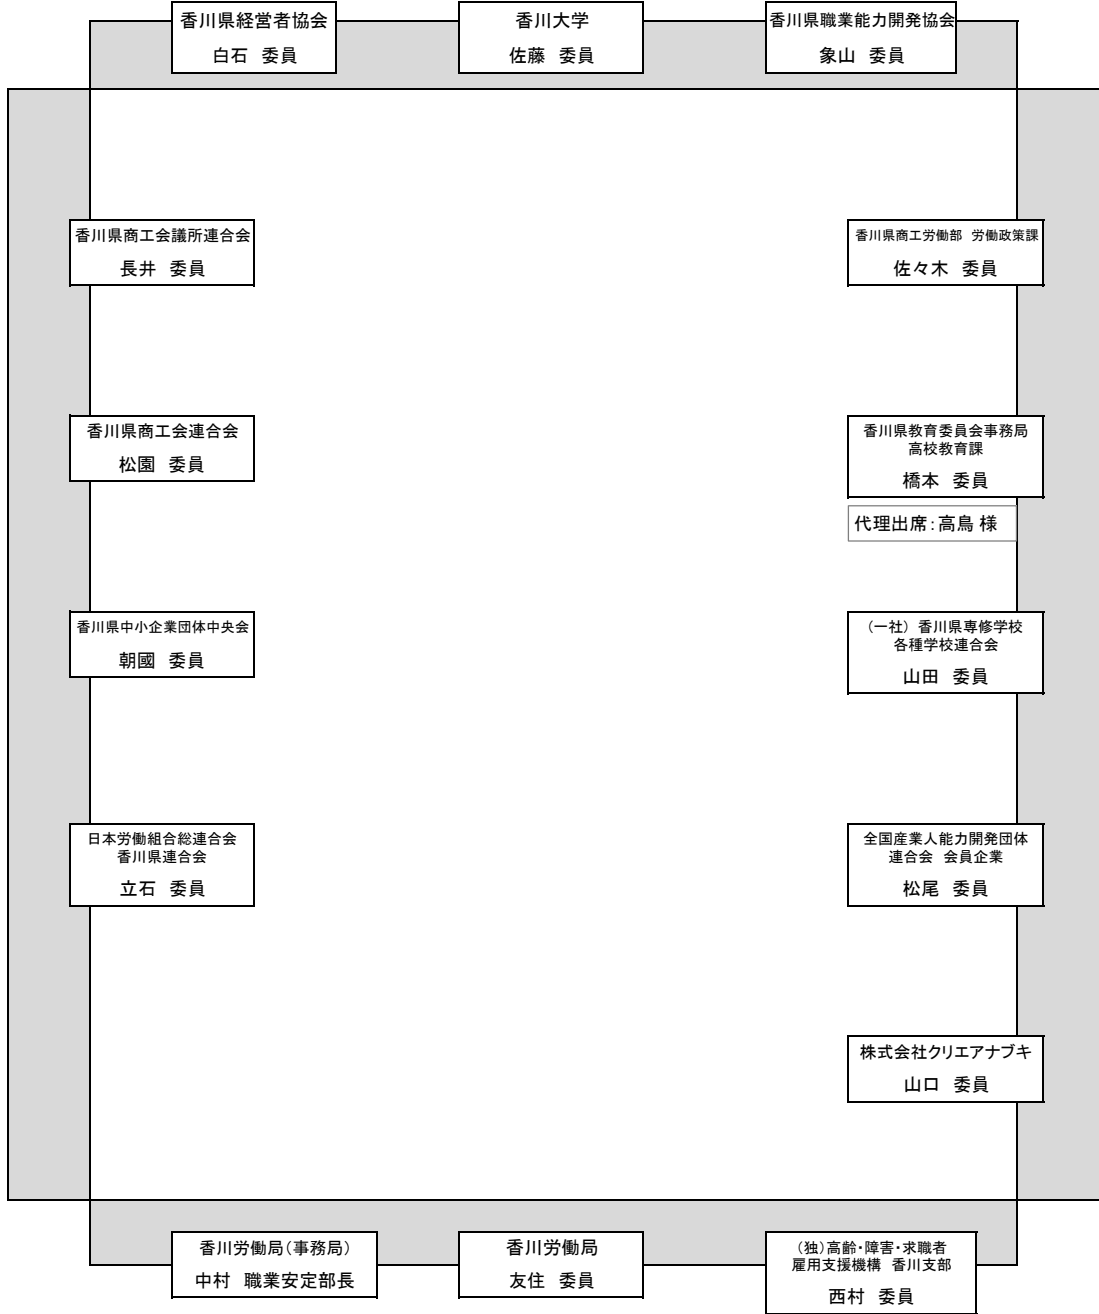 香川県経営者協会
白石 委員
香川大学
佐藤 委員
香川県職業能力開発協会
象山 委員
香川県商工会議所連合会
長井 委員
香川県商工労働部 労働政策課
佐々木 委員
香川県商工会連合会
松園 委員
香川県教育委員会事務局
高校教育課
橋本 委員
代理出席:高鳥 様
香川県中小企業団体中央会
朝國 委員
(一社) 香川県専修学校
各種学校連合会
山田 委員
日本労働組合総連合会
香川県連合会
立石 委員
全国産業人能力開発団体
連合会 会員企業
松尾 委員
株式会社クリエアナブキ
山口 委員
香川労働局(事務局)
中村 職業安定部長
香川労働局
友住 委員
(独)高齢・障害・求職者
雇用支援機構 香川支部
西村 委員